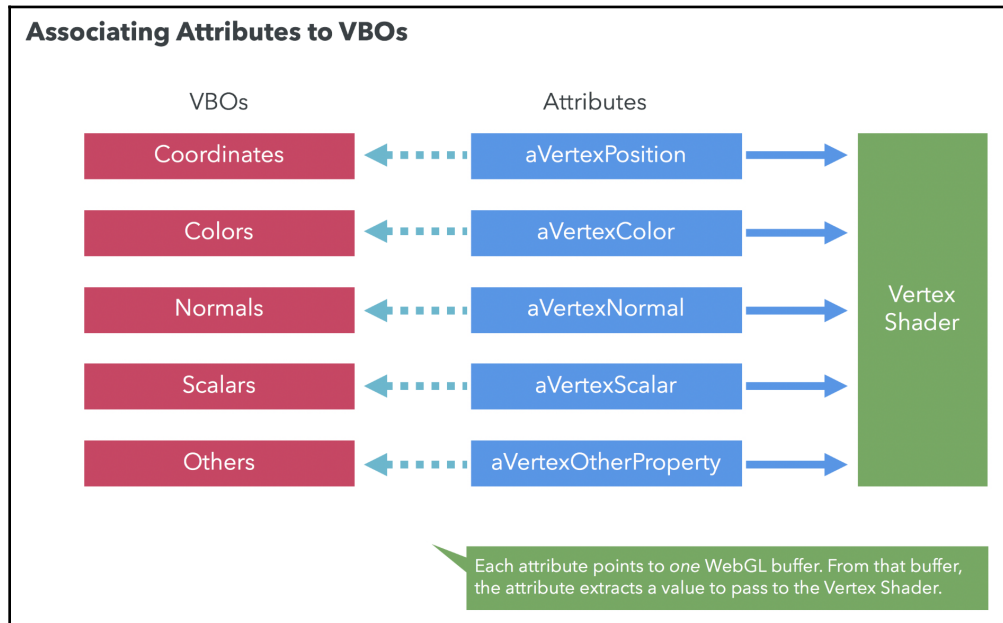 Associating Attributes to VBOs
VBOs
Attributes
Coordinates
aVertexPosition
Colors
aVertexColor
Normals
aVertexNormal
Vertex
Shader
Scalars
aVertexScalar
Others
aVertexOtherProperty
Each attribute points to one WebGL buffer. From that buffer,
the attribute extracts a value to pass to the Vertex Shader.